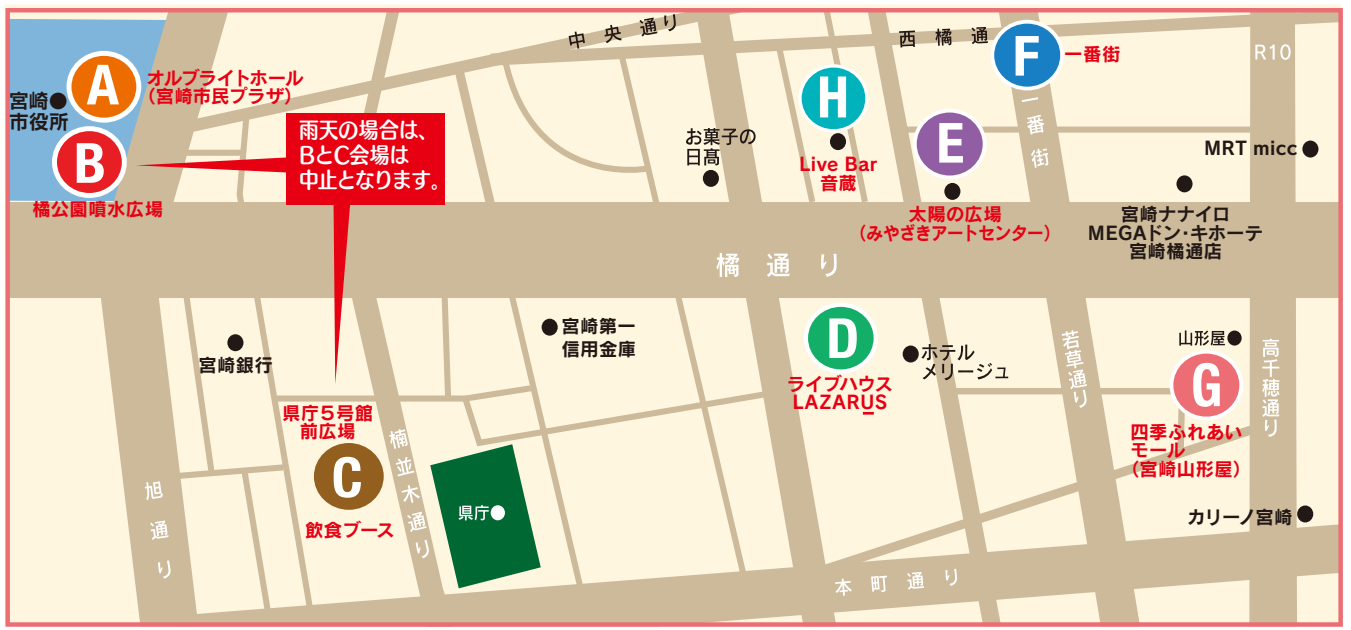 中央通り
西橘通
F
一番街
R10
A
オルブライトホール
(宮崎市民プラザ)
宮崎
市役所
H
一番街
雨天の場合は、
BとC会場は
中止となります。
お菓子の
日髙
E
MRT micc
B
Live Bar
音蔵
橘公園噴水広場
太陽の広場
(みやざきアートセンター)
宮崎ナナイロ
MEGAドン・キホーテ
宮崎橘通店
橘通り
宮崎銀行
宮崎第一
信用金庫
D
ライブハウス
LAZARUS
ホテル
メリージュ
若草通り
山形屋
G
高千穂通り
県庁5号館
前広場
C
飲食ブース
楠並木通り
四季ふれあい
モール
(宮崎山形屋)
旭通り
県庁
カリーノ宮崎
本町通り